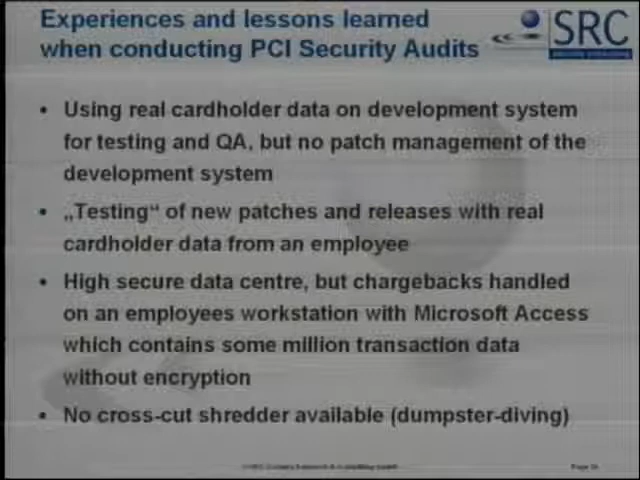 Experiences and lessons learned
when conducting PCI Security Audits
SRC
• Using real cardholder data on development system
for testing and QA, but no patch management of the
development system
• „Testing“ of new patches and releases with real
cardholder data from an employee
• High secure data centre, but chargebacks handled
on an employees workstation with Microsoft Access
which contains some million transaction data
without encryption
• No cross-cut shredder available (dumpster-diving)
Page